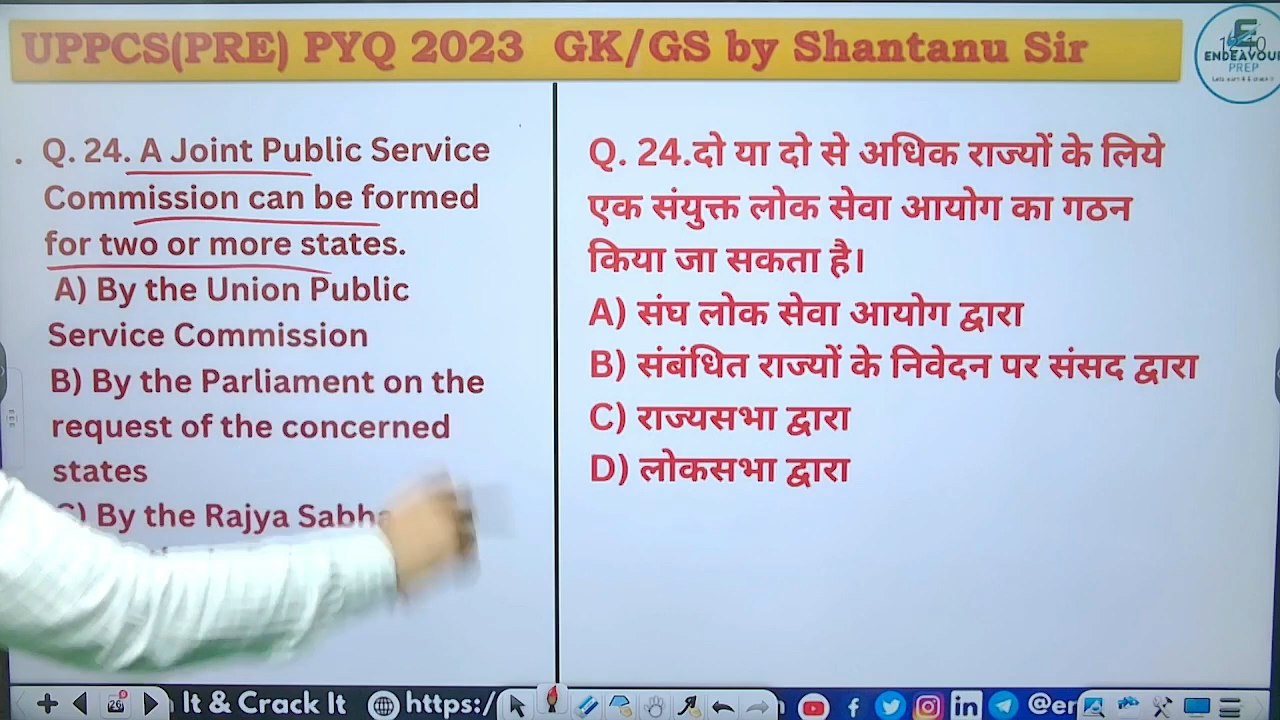 UPPCS(PRE) PYQ 2023 GK/GS by Shantanu Sir
ENDEAVOUR
PREP
. Q. 24. A Joint Public Service
Commission can be formed
for two or more states.
A) By the Union Public
Service Commission
B) By the Parliament on the
request of the concerned
states
C) By the Rajya Sabha
Q. 24.दो या दो से अधिक राज्यों के लिये
एक संयुक्त लोक सेवा आयोग का गठन
किया जा सकता है।
A) संघ लोक सेवा आयोग द्वारा
B) संबंधित राज्यों के निवेदन पर संसद द्वारा
C) राज्यसभा द्वारा
D) लोकसभा द्वारा
26
It & Crack It https:/ @er